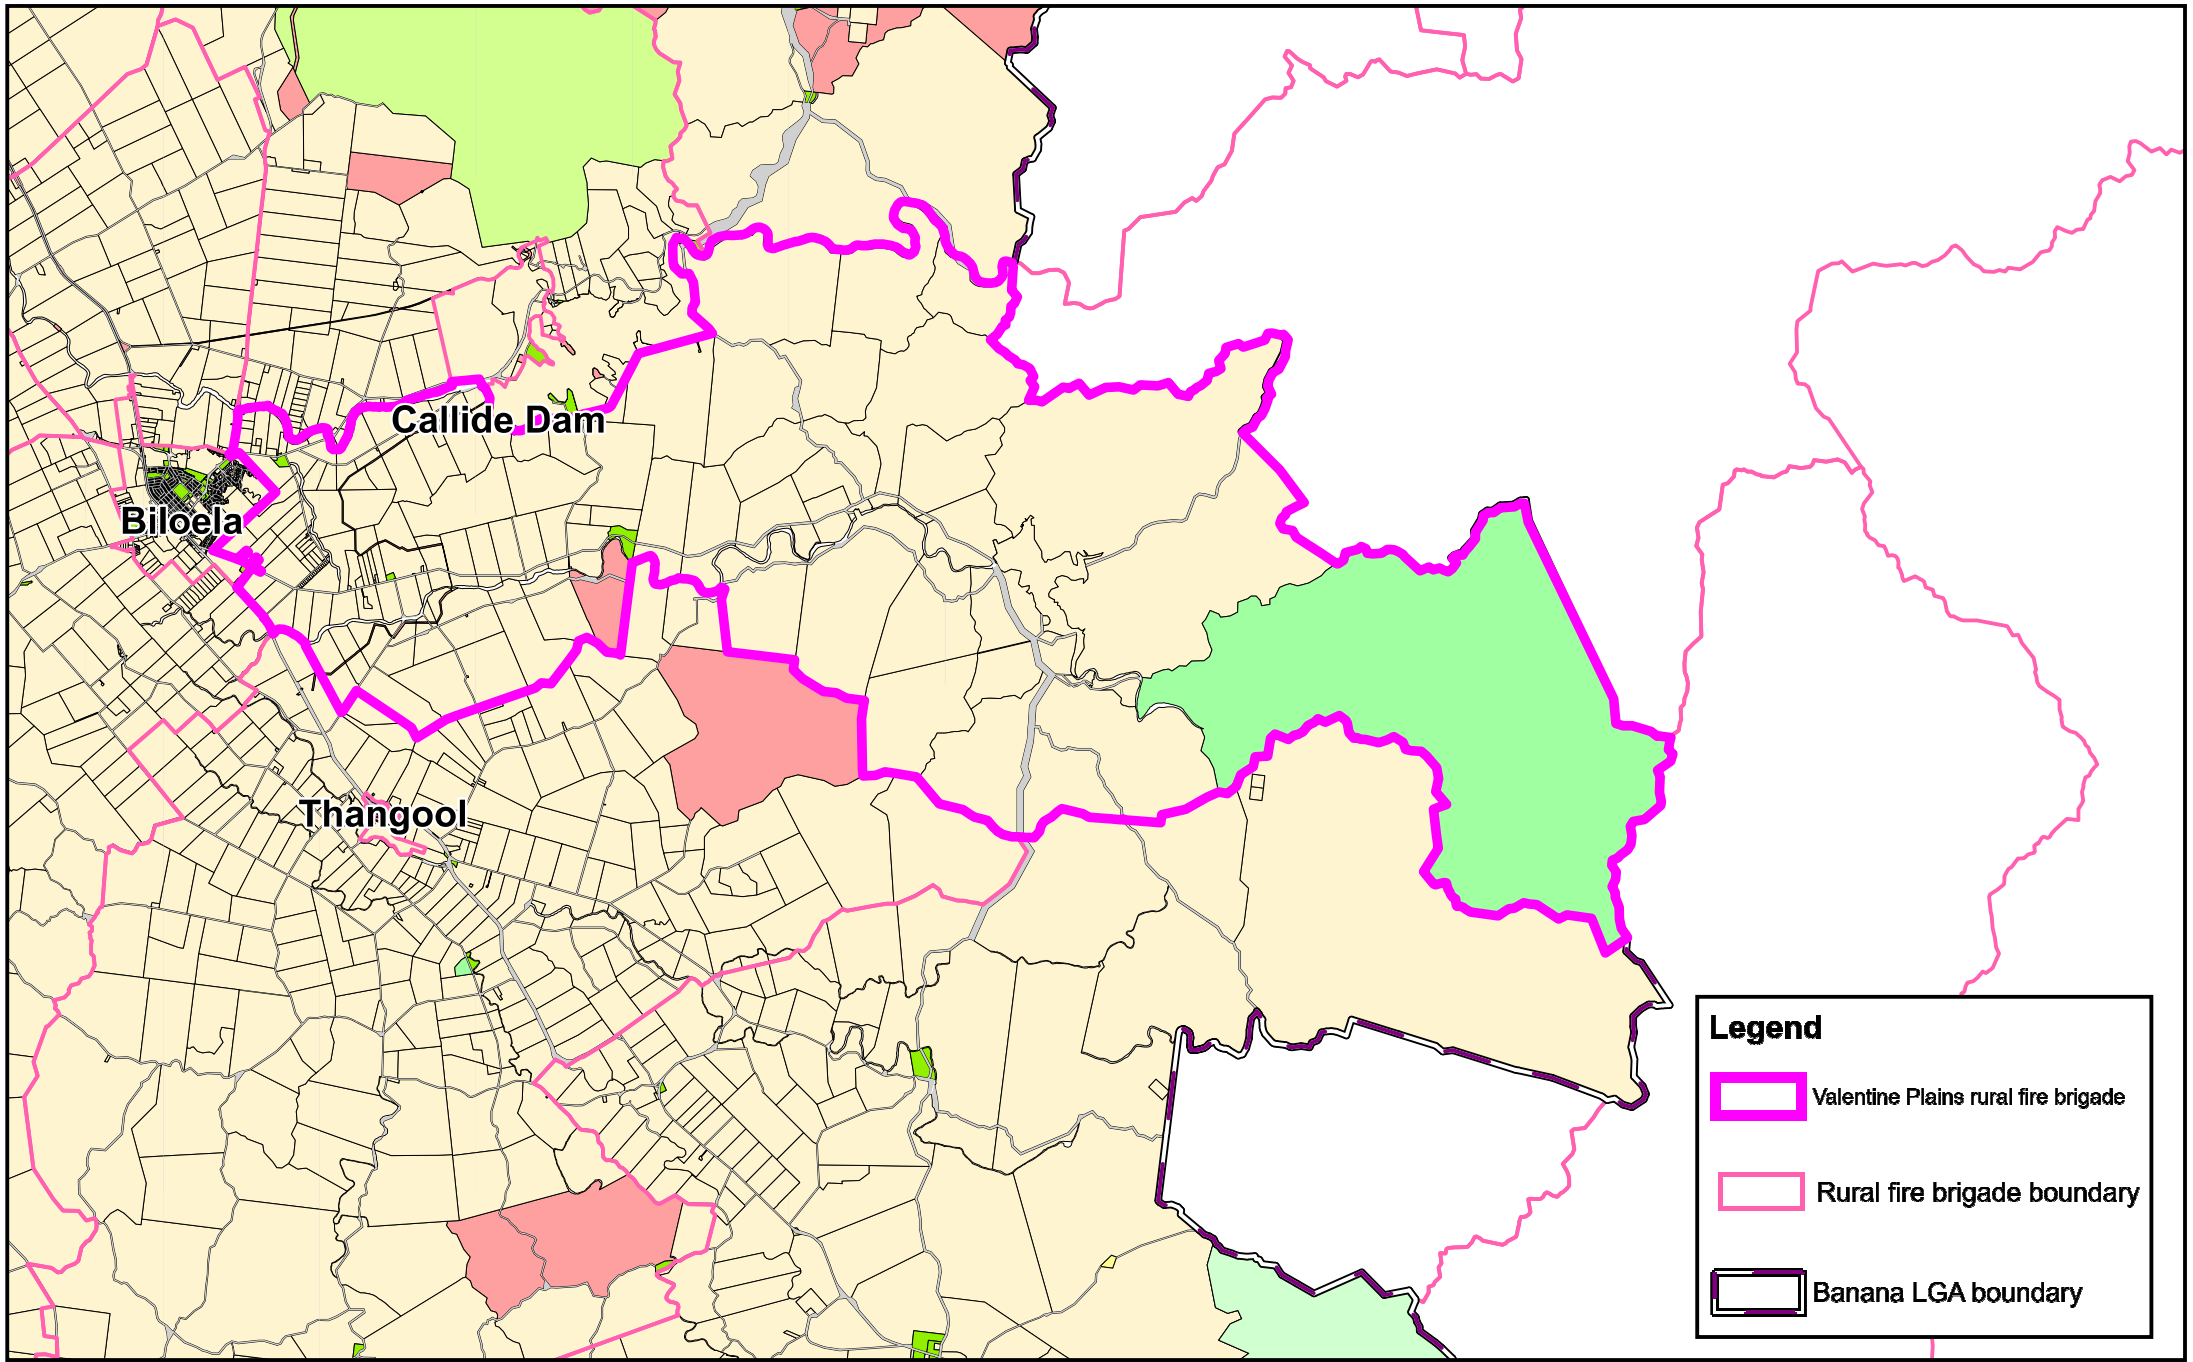 Callide Dam
Biloela
Thangool
Legend
Valentine Plains rural fire brigade
Rural fire brigade boundary
Banana LGA boundary